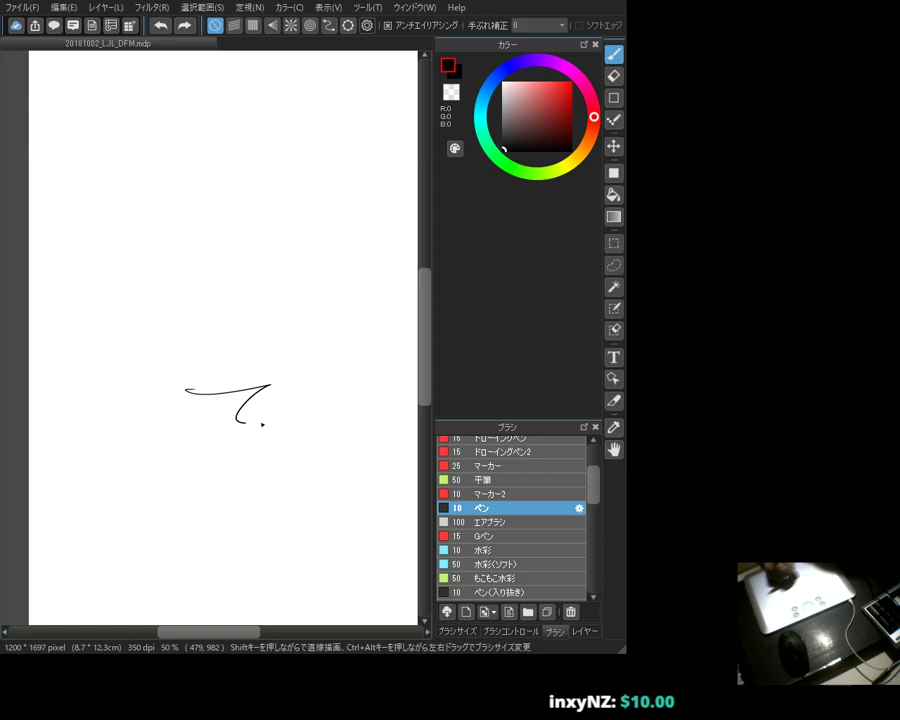 ファイル(F) 編集(E) レイヤー(L) フィルタ(R) 選択範囲(S) 定規(N) カラー(C) 表示(V) ツール(T) ウィンドウ(W) Help
アンチエイリアシング 手ぶれ補正 0 ソフトエッジ
20181002_LJL_DFM.mdp
カラー
R:0
G:0
B:0
ブラシ
15 ドローイングペン
15 ドローイングペン2
25 マーカー
50 平筆
10 マーカー2
10 ペン
100 エアブラシ
15 Gペン
10 水彩
50 水彩(ソフト)
50 もこもこ水彩
10 ペン(入り抜き)
ブラシサイズ ブラシコントロール ブラシ レイヤー
1200 * 1697 pixel (8.7 * 12.3cm) 350 dpi 50 % ( 479, 982 ) Shiftキーを押しながらで直線描画、Ctrl+Altキーを押しながら左右ドラッグでブラシサイズ変更
inxyNZ: $10.00